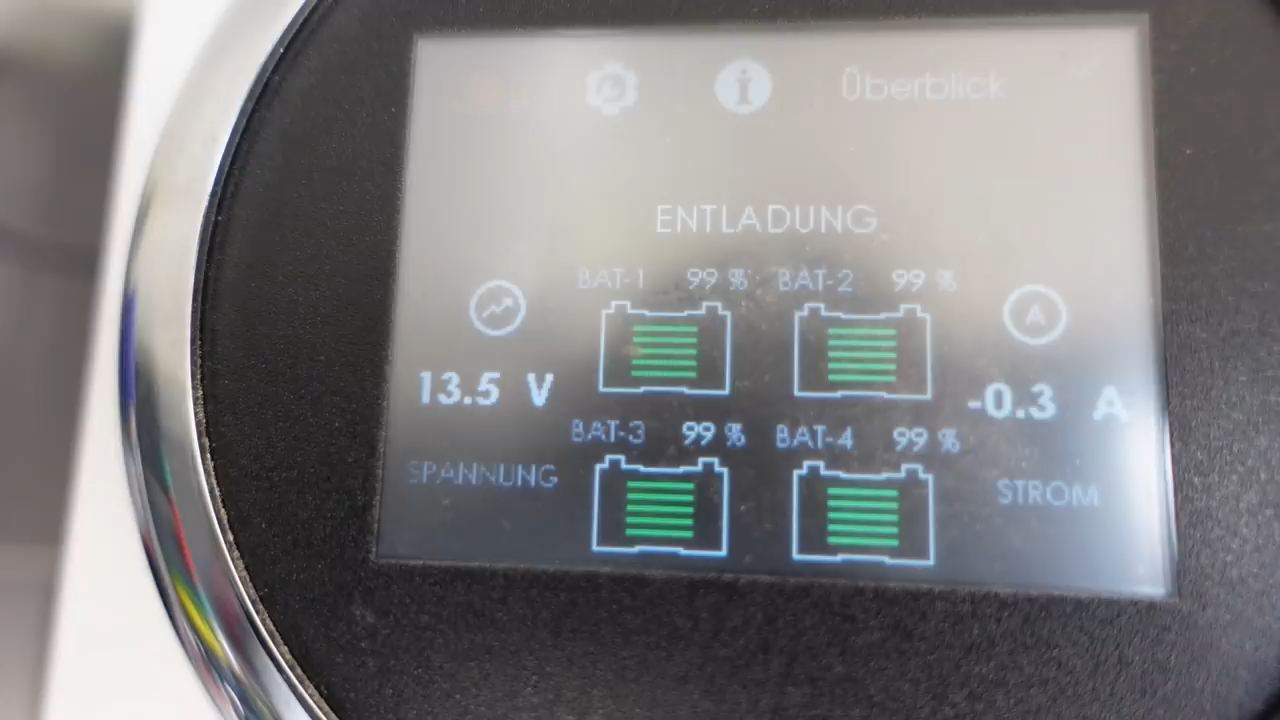 Überblick
ENTLADUNG
BAT-1 99 % BAT-2 99 %
13.5 V
-0.3 A
BAT-3 99 % BAT-4 99 %
SPANNUNG
STROM